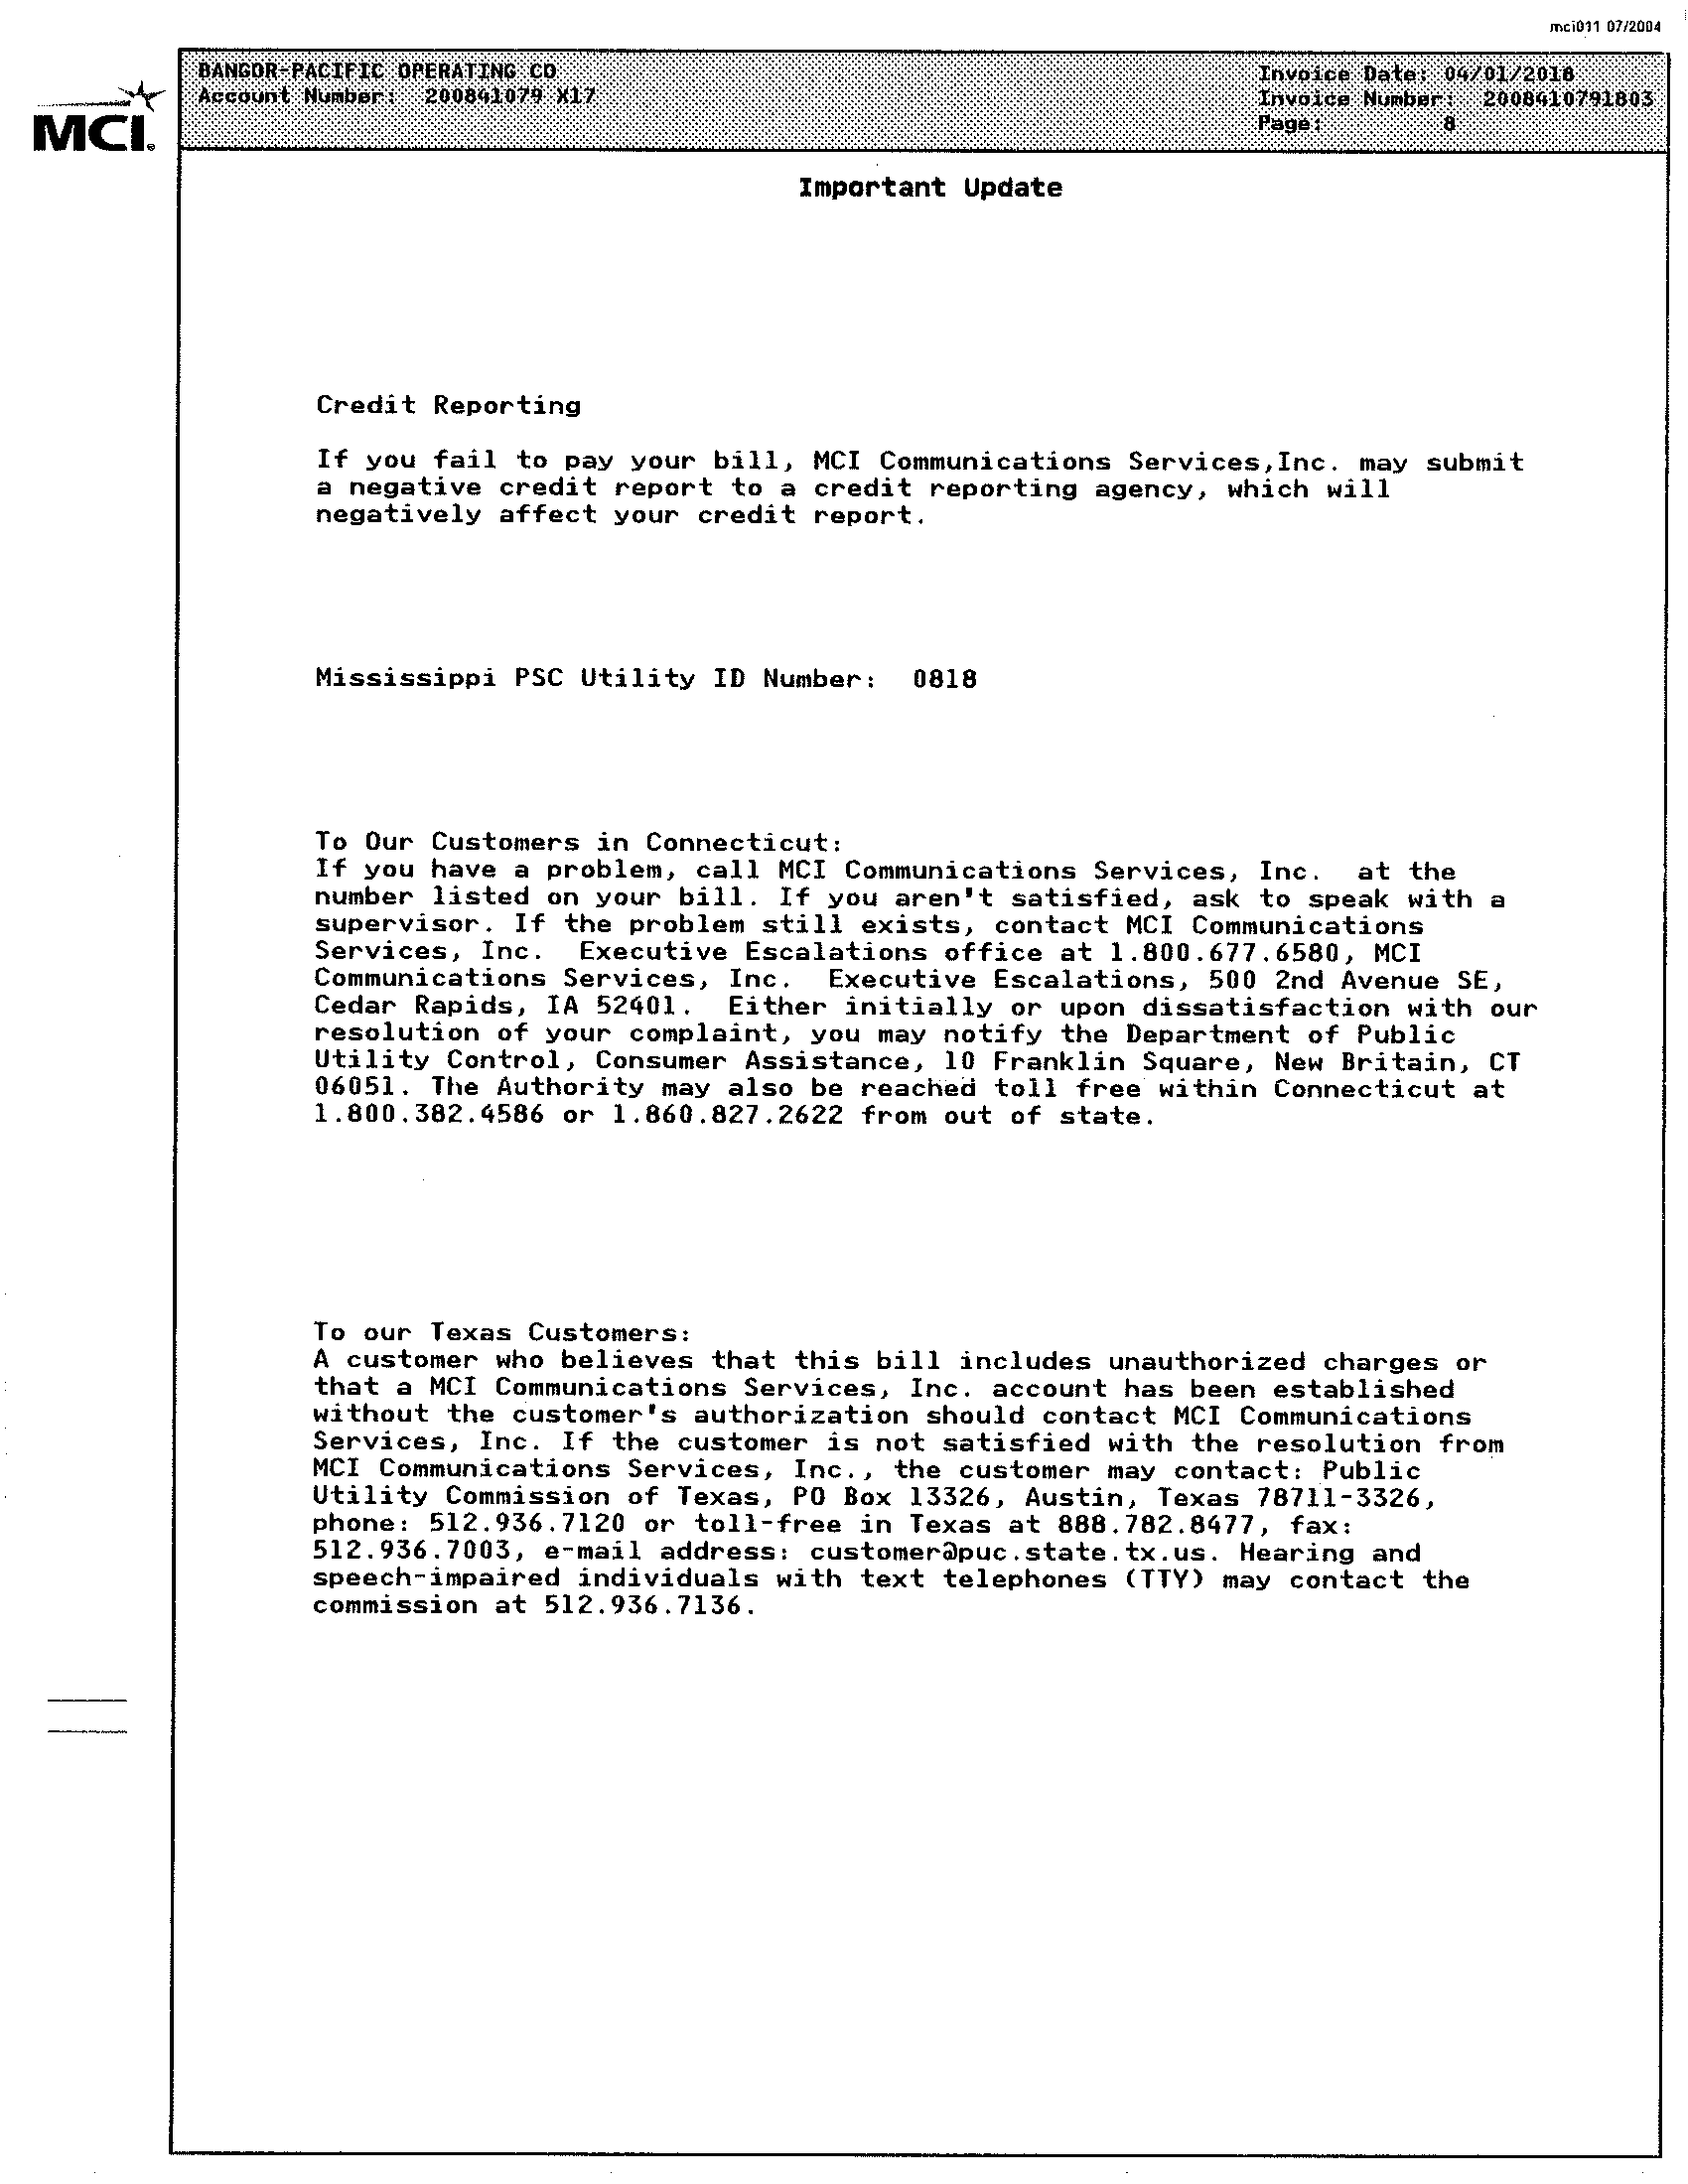 mci011 07/2004
BANGOR-PACIFIC OPERATING CO
Account Number: 200841079 X17
Invoice Date: 04/01/2018
Invoice Number: 2008410791803
Page: 8
MCI
Important Update
Credit Reporting
If you fail to pay your bill, MCI Communications Services,Inc. may submit
a negative credit report to a credit reporting agency, which will
negatively affect your credit report.
Mississippi PSC Utility ID Number: 0818
To Our Customers in Connecticut:
If you have a problem, call MCI Communications Services, Inc. at the
number listed on your bill. If you aren't satisfied, ask to speak with a
supervisor. If the problem still exists, contact MCI Communications
Services, Inc. Executive Escalations office at 1.800.677.6580, MCI
Communications Services, Inc. Executive Escalations, 500 2nd Avenue SE,
Cedar Rapids, IA 52401. Either initially or upon dissatisfaction with our
resolution of your complaint, you may notify the Department of Public
Utility Control, Consumer Assistance, 10 Franklin Square, New Britain, CT
06051. The Authority may also be reached toll free within Connecticut at
1.800.382.4586 or 1.860.827.2622 from out of state.
To our Texas Customers:
A customer who believes that this bill includes unauthorized charges or
that a MCI Communications Services, Inc. account has been established
without the customer's authorization should contact MCI Communications
Services, Inc. If the customer is not satisfied with the resolution from
MCI Communications Services, Inc., the customer may contact: Public
Utility Commission of Texas, PO Box 13326, Austin, Texas 78711-3326,
phone: 512.936.7120 or toll-free in Texas at 888.782.8477, fax:
512.936.7003, e-mail address: customer@puc.state.tx.us. Hearing and
speech-impaired individuals with text telephones (TTY) may contact the
commission at 512.936.7136.